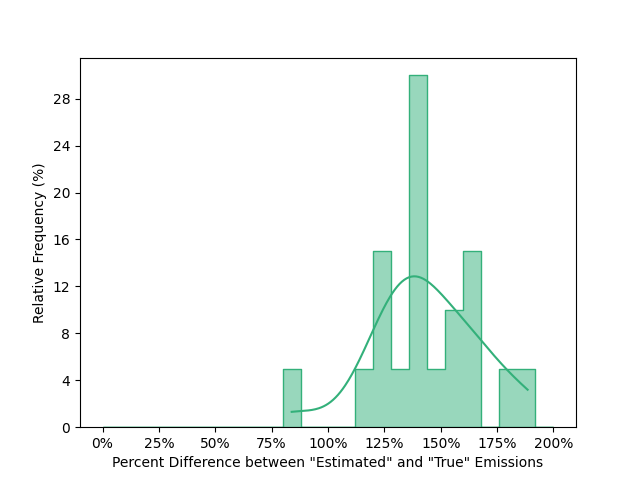 Relative Frequency (%)
28
24
20
16
12
8
4
0
0% 25% 50% 75% 100% 125% 150% 175% 200%
Percent Difference between "Estimated" and "True" Emissions